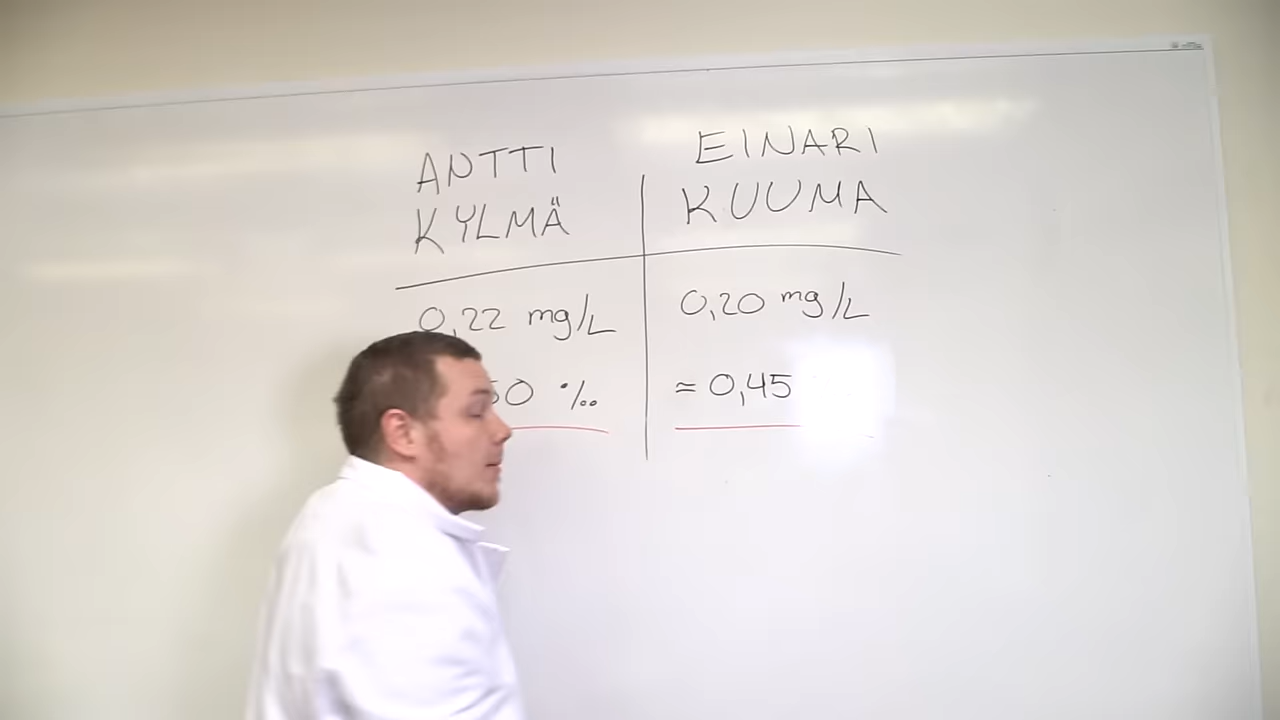 ANTTI
KYLMÄ
0,22 mg/L
50 ‰
EINARI
KUUMA
0,20 mg/L
≈ 0,45